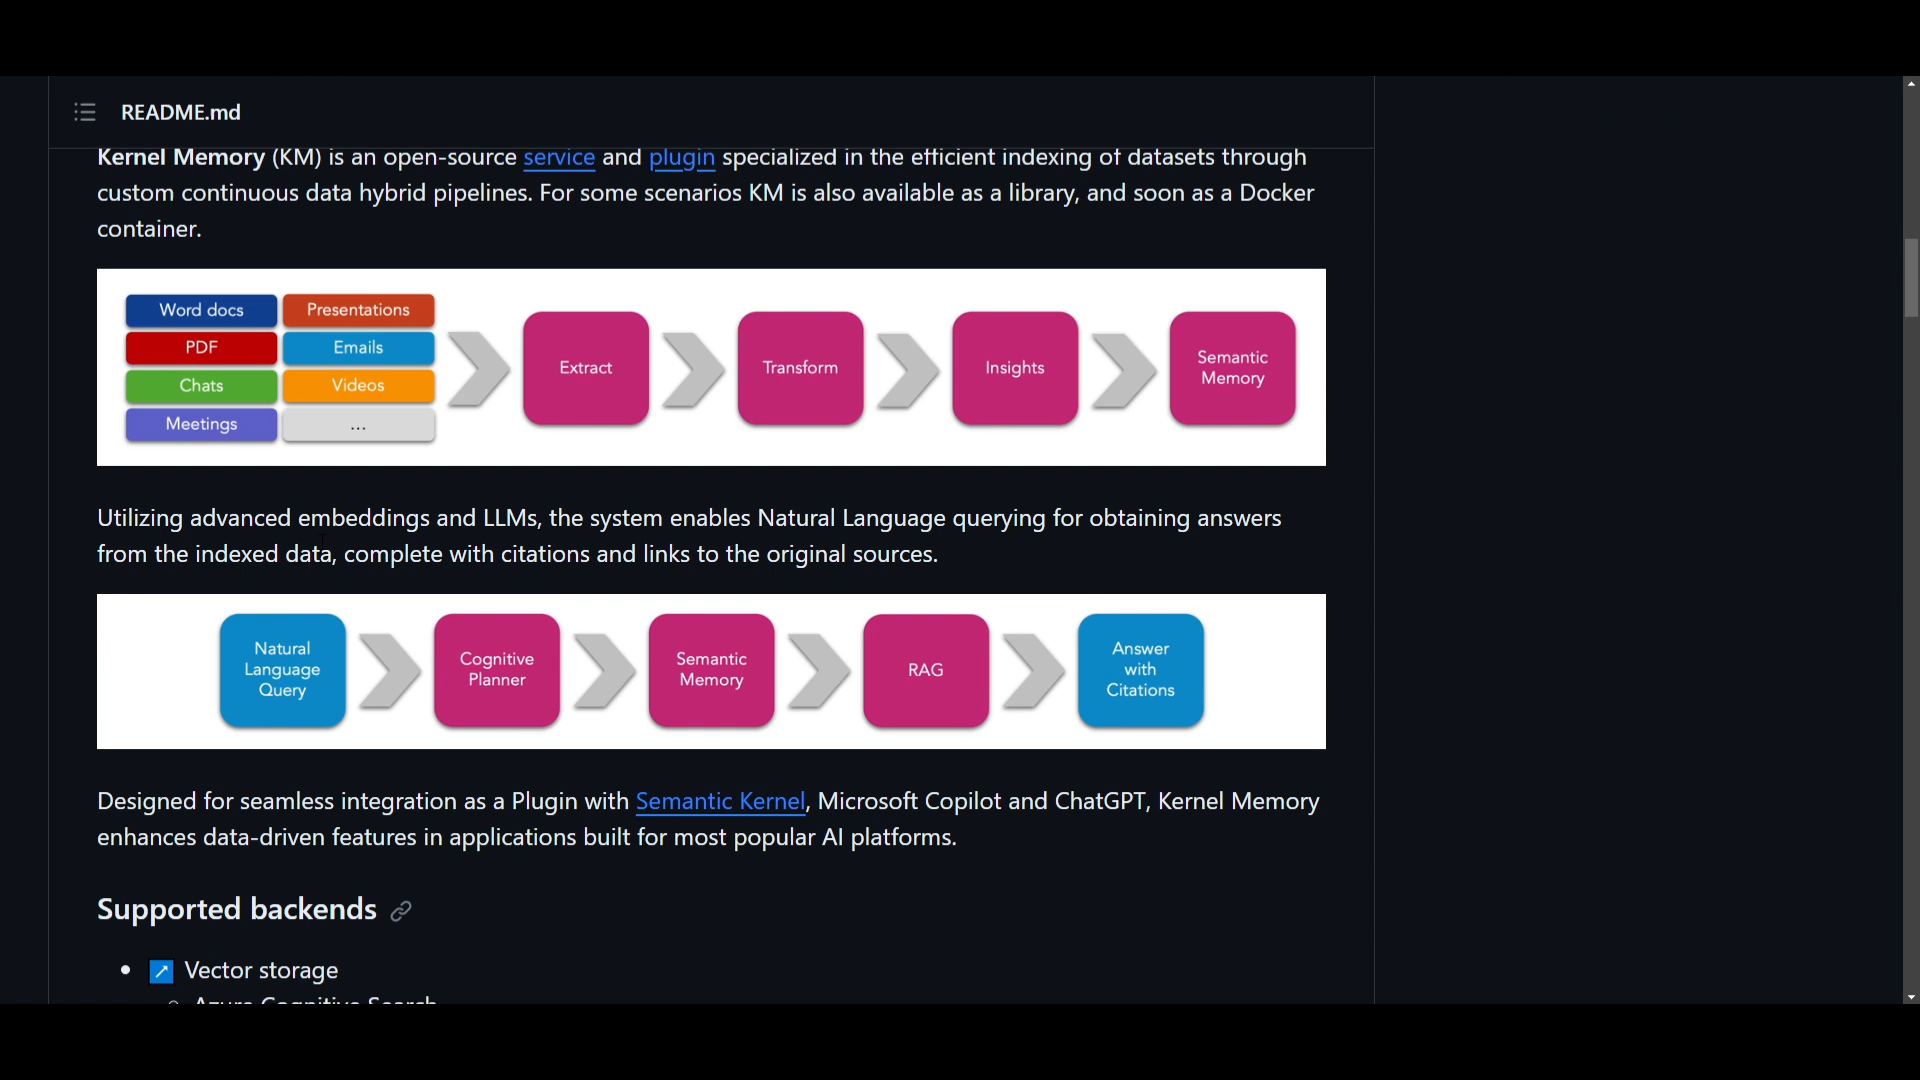 README.md
Kernel Memory (KM) is an open-source service and plugin specialized in the efficient indexing of datasets through
custom continuous data hybrid pipelines. For some scenarios KM is also available as a library, and soon as a Docker
container.
Word docs
Presentations
PDF
Emails
Chats
Videos
Meetings
...
Extract
Transform
Insights
Semantic
Memory
Utilizing advanced embeddings and LLMs, the system enables Natural Language querying for obtaining answers
from the indexed data, complete with citations and links to the original sources.
Natural
Language
Query
Cognitive
Planner
Semantic
Memory
RAG
Answer
with
Citations
Designed for seamless integration as a Plugin with Semantic Kernel, Microsoft Copilot and ChatGPT, Kernel Memory
enhances data-driven features in applications built for most popular AI platforms.
Supported backends
Vector storage
Azure Cognitive Search